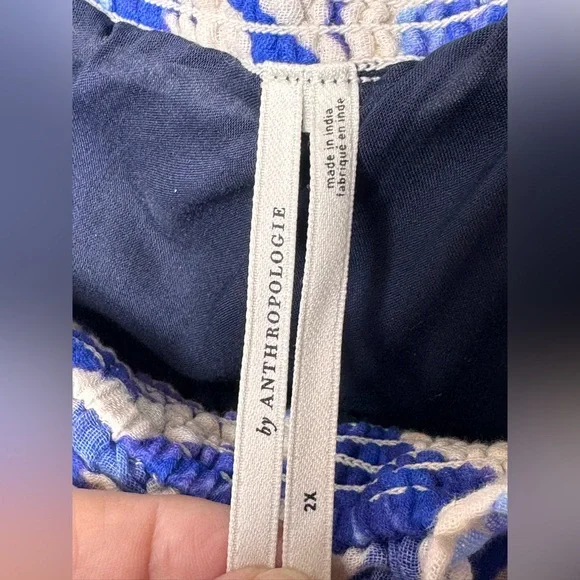 by ANTHROPOLOGIE
made in india
fabriqué en inde
2X